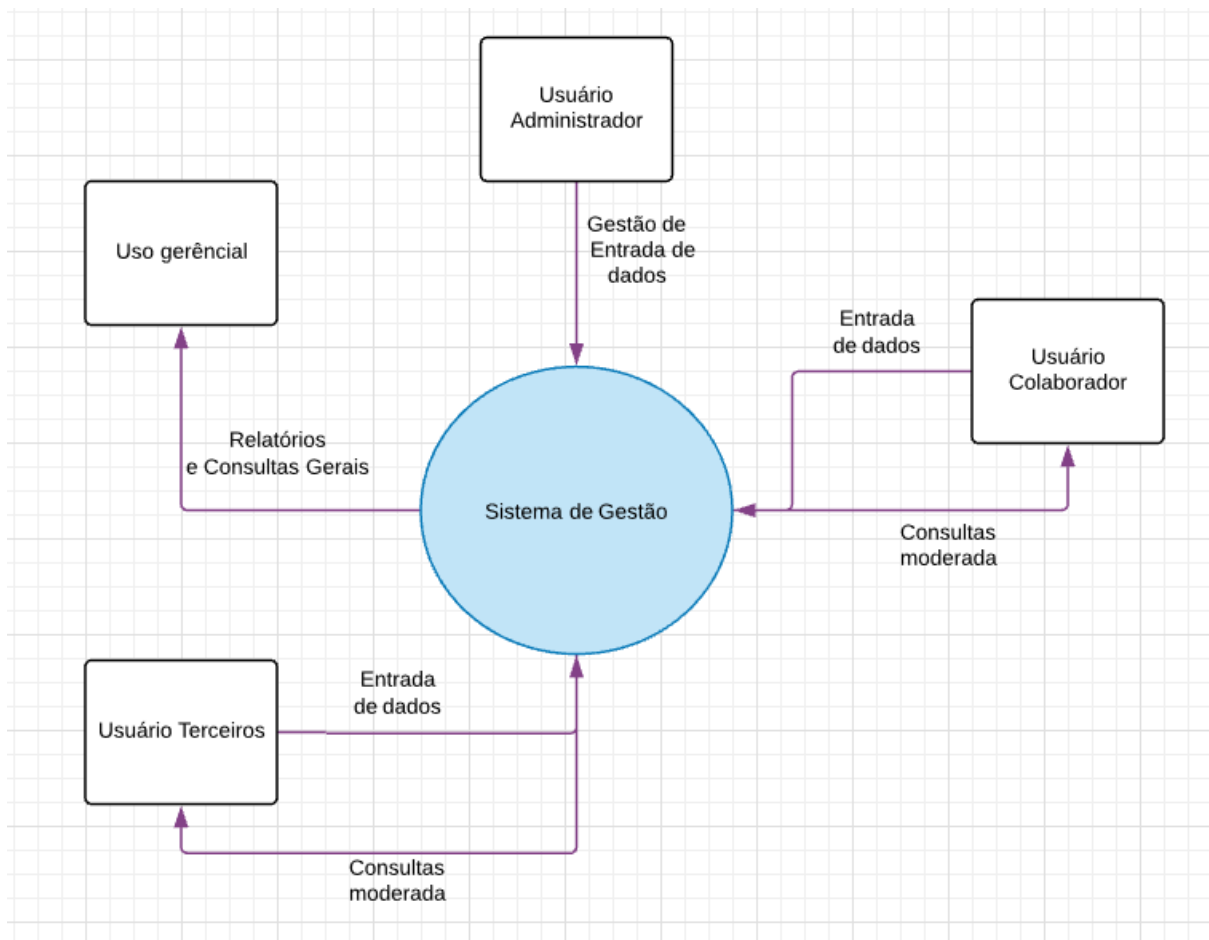 Usuário
Administrador
Gestão de
Entrada de
dados
Uso gerêncial
Entrada
de dados
Usuário
Colaborador
Relatórios
e Consultas Gerais
Sistema de Gestão
Consultas
moderada
Entrada
de dados
Usuário Terceiros
Consultas
moderada